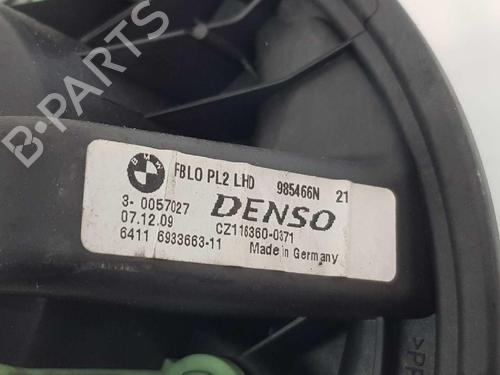 B-PARTS
BMW
FBLO PL2 LHD 985466N 21
3- 0057027 DENSO
07.12.09 CZ116360-0371
6411 6933663-11 Made in Germany